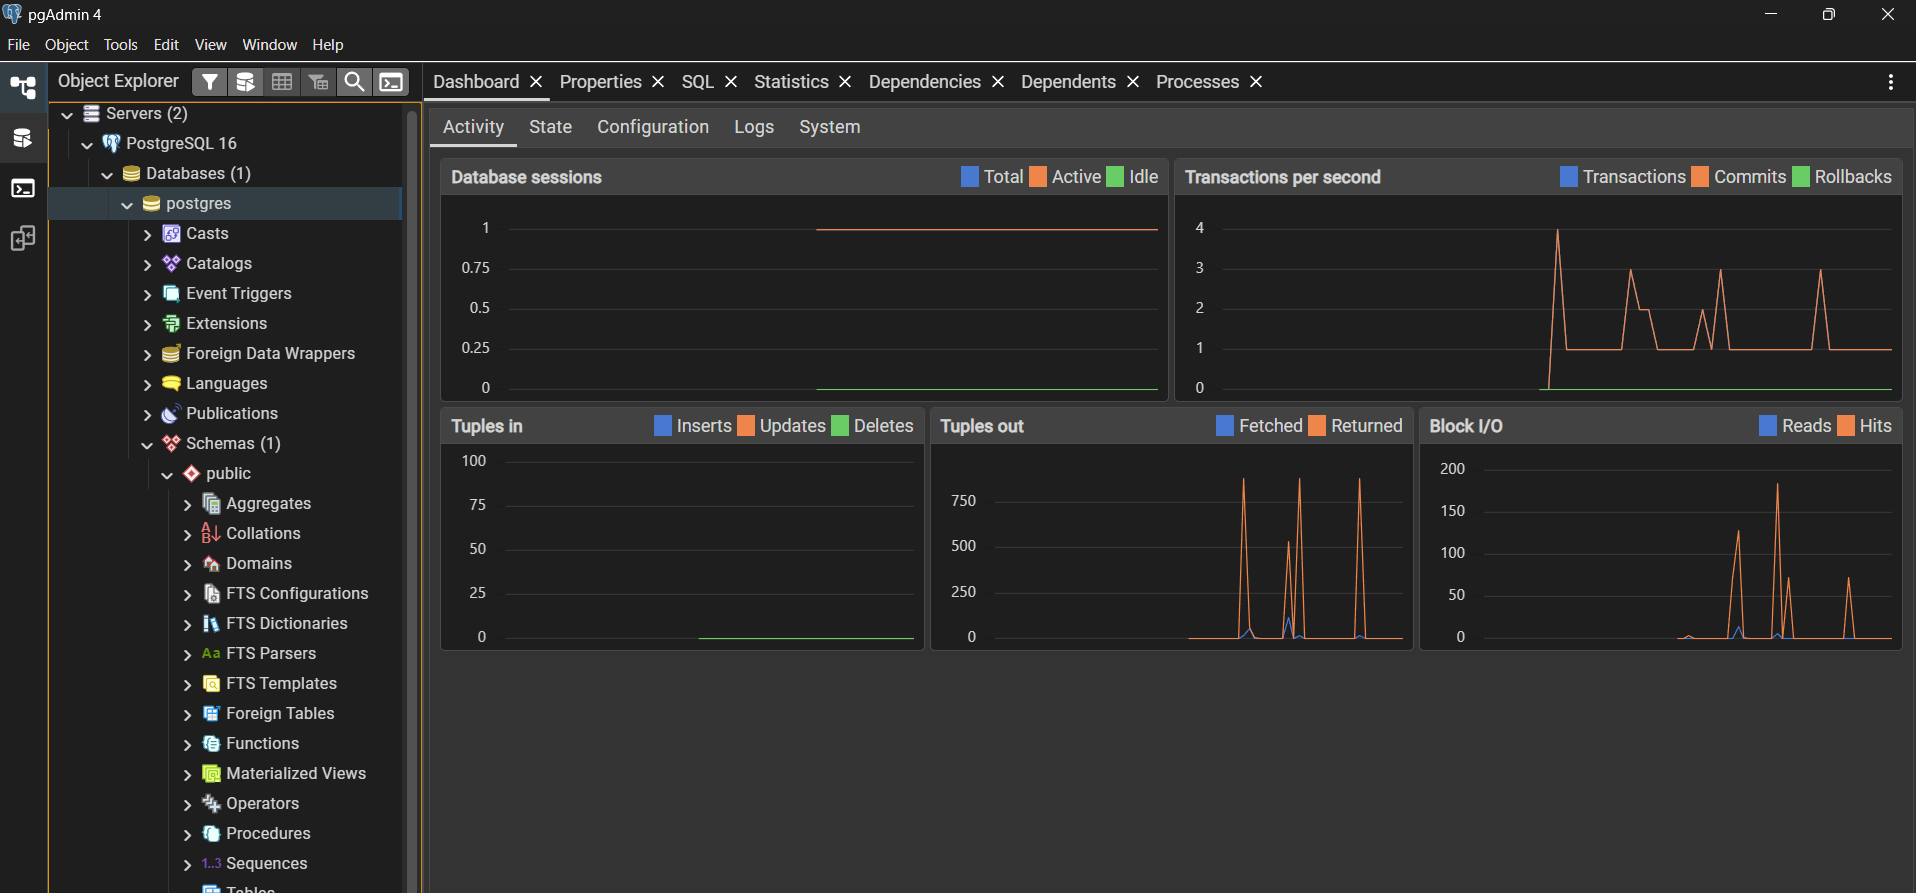 pgAdmin 4
File Object Tools Edit View Window Help
Object Explorer
Dashboard Properties SQL Statistics Dependencies Dependents Processes
Servers (2)
PostgreSQL 16
Databases (1)
postgres
Casts
Catalogs
Event Triggers
Extensions
Foreign Data Wrappers
Languages
Publications
Schemas (1)
public
Aggregates
Collations
Domains
FTS Configurations
FTS Dictionaries
Aa FTS Parsers
FTS Templates
Foreign Tables
Functions
Materialized Views
Operators
Procedures
1..3 Sequences
Tables
Activity State Configuration Logs System
Database sessions Total Active Idle
1
0.75
0.5
0.25
0
Transactions per second Transactions Commits Rollbacks
4
3
2
1
0
Tuples in Inserts Updates Deletes
100
75
50
25
0
Tuples out Fetched Returned
750
500
250
0
Block I/O Reads Hits
200
150
100
50
0